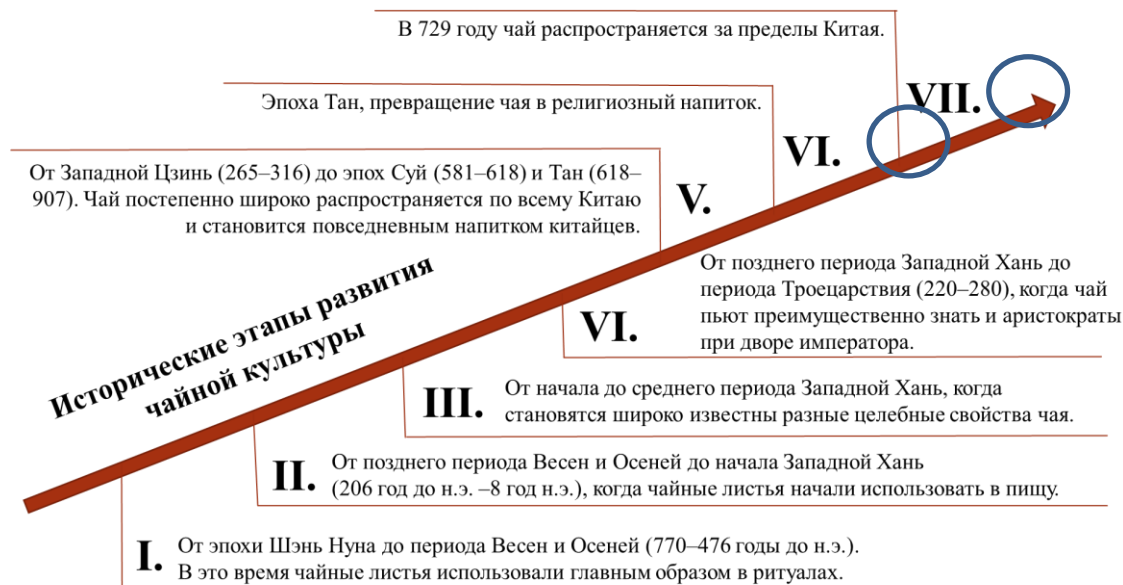 В 729 году чай распространяется за пределы Китая.
VII.
Эпоха Тан, превращение чая в религиозный напиток.
VI.
От Западной Цзинь (265–316) до эпох Суй (581–618) и Тан (618–
907). Чай постепенно широко распространяется по всему Китаю
и становится повседневным напитком китайцев.
V.
Исторические этапы развития
чайной культуры
От позднего периода Западной Хань до
периода Троецарствия (220–280), когда чай
пьют преимущественно знать и аристократы
при дворе императора.
VI.
III.
От начала до среднего периода Западной Хань, когда
становятся широко известны разные целебные свойства чая.
II.
От позднего периода Весен и Осеней до начала Западной Хань
(206 год до н.э. –8 год н.э.), когда чайные листья начали использовать в пищу.
I.
От эпохи Шэнь Нуна до периода Весен и Осеней (770–476 годы до н.э.).
В это время чайные листья использовали главным образом в ритуалах.